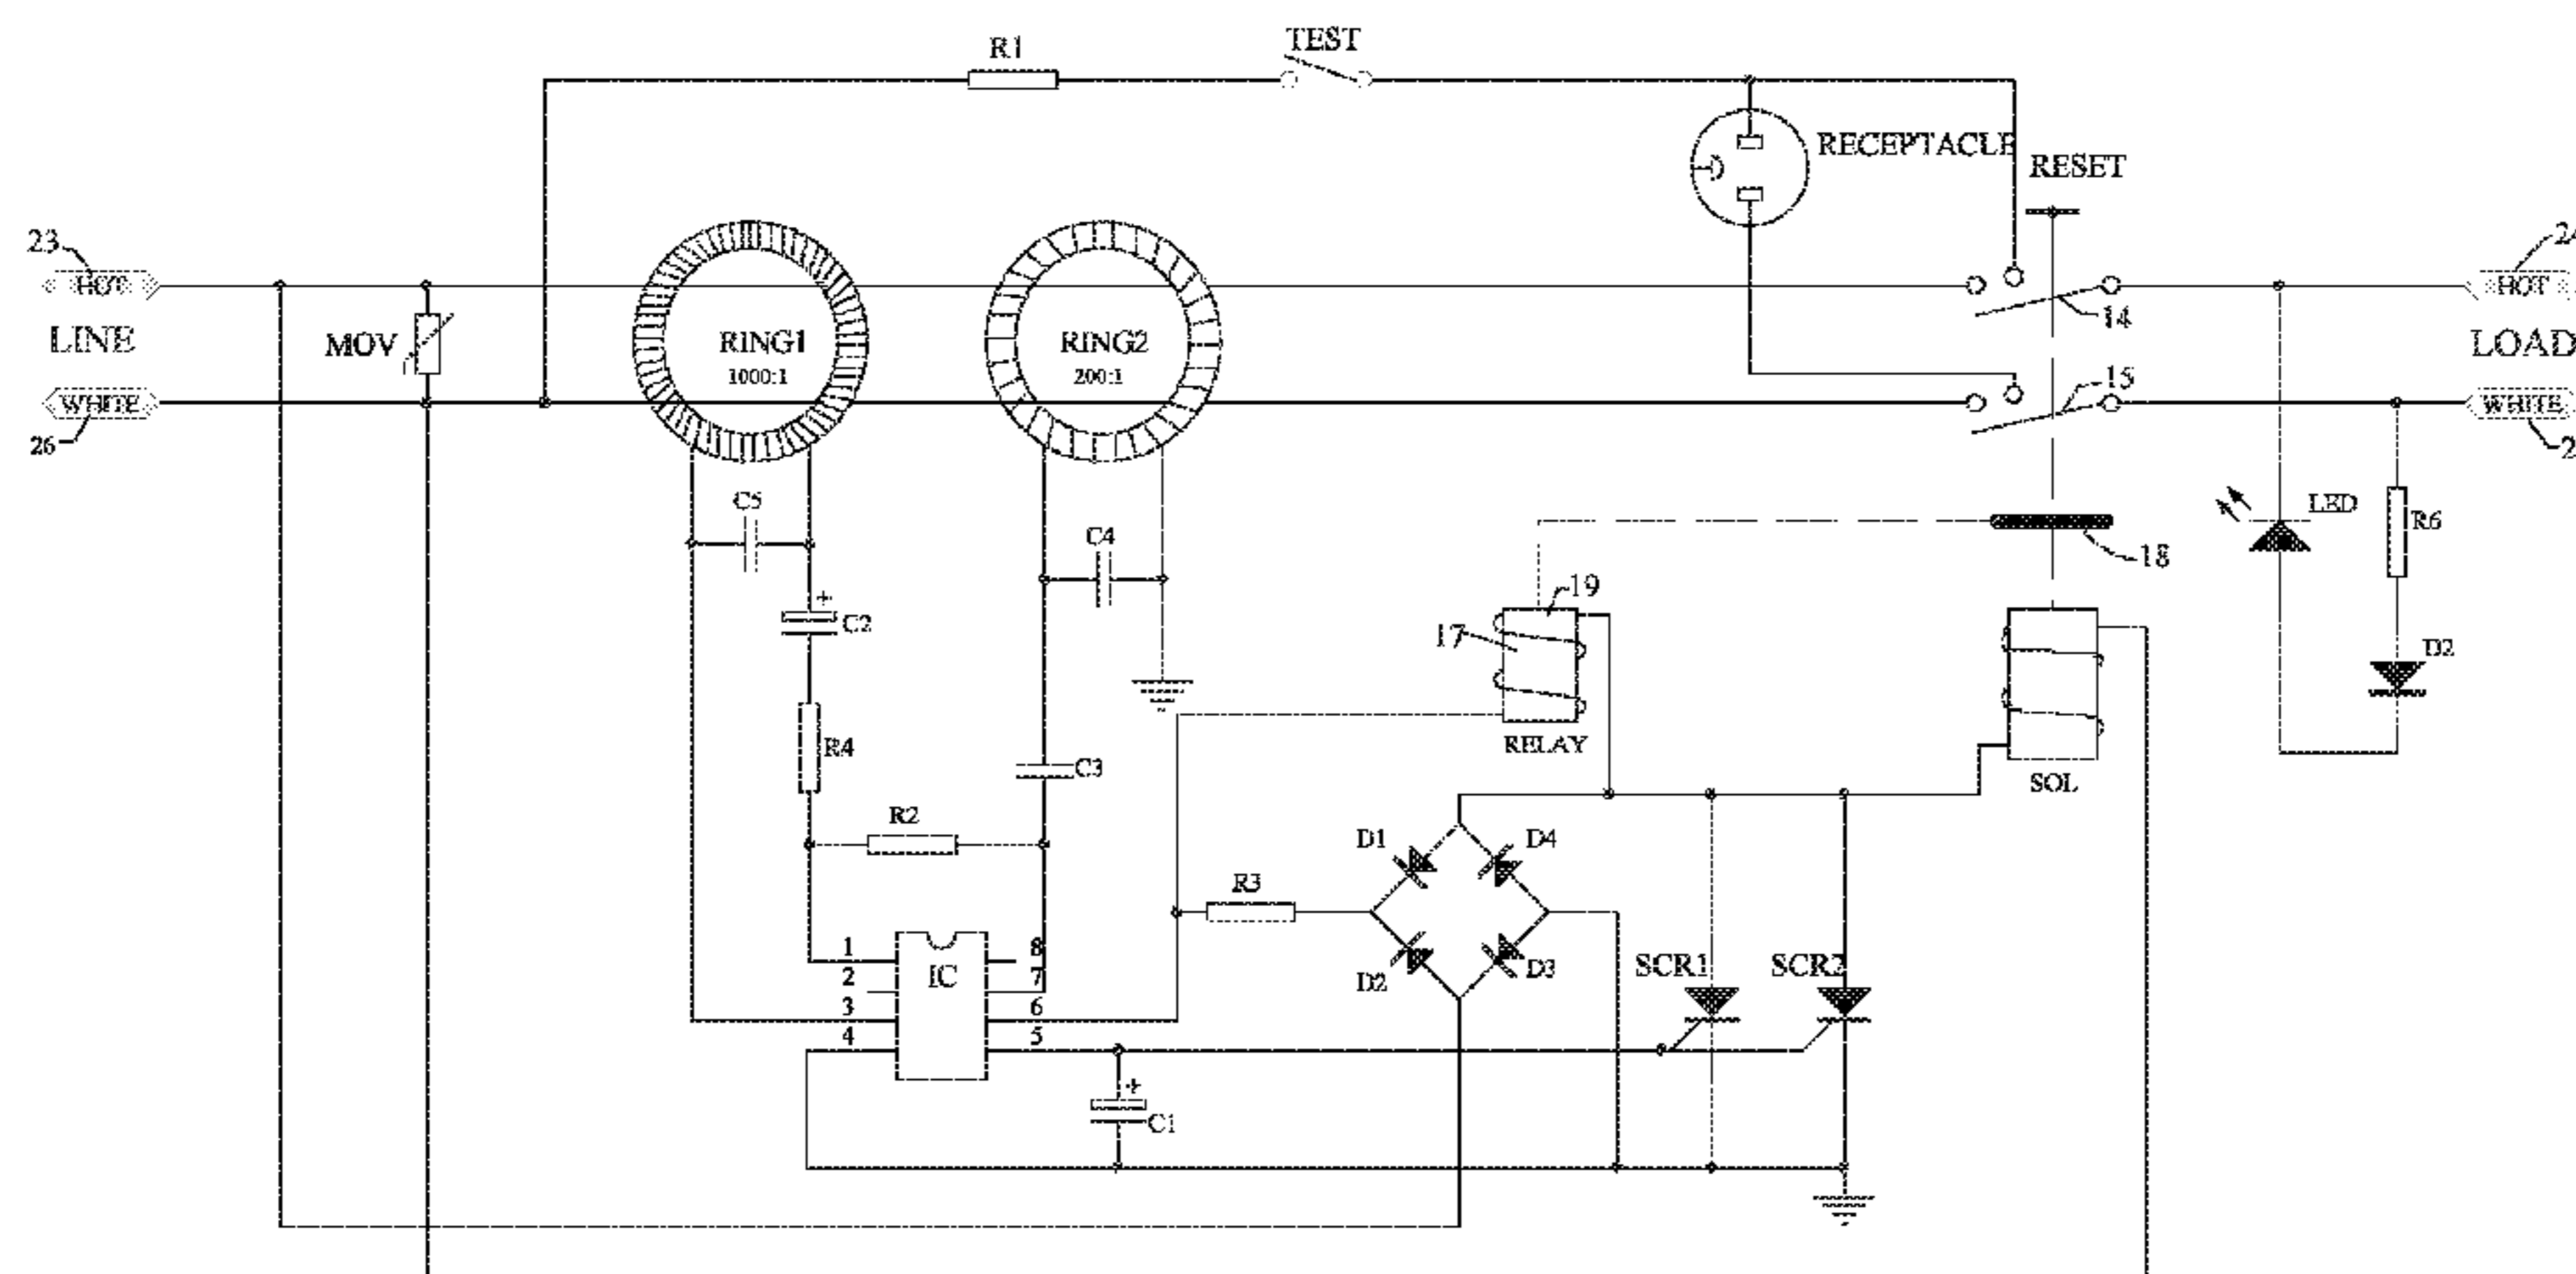 R1
TEST
RECEPTACLE
RESET
23
HOT
LINE
MOV
WHITE
26
RING1
1000:1
RING2
200:1
14
15
HOT
LOAD
WHITE
C5
C4
C2
R4
C3
R2
19
17
RELAY
18
SOL
LED
R6
D2
D1
D4
R3
D2
D3
SCR1
SCR2
IC
1
2
3
4
8
7
6
5
+
C1
+